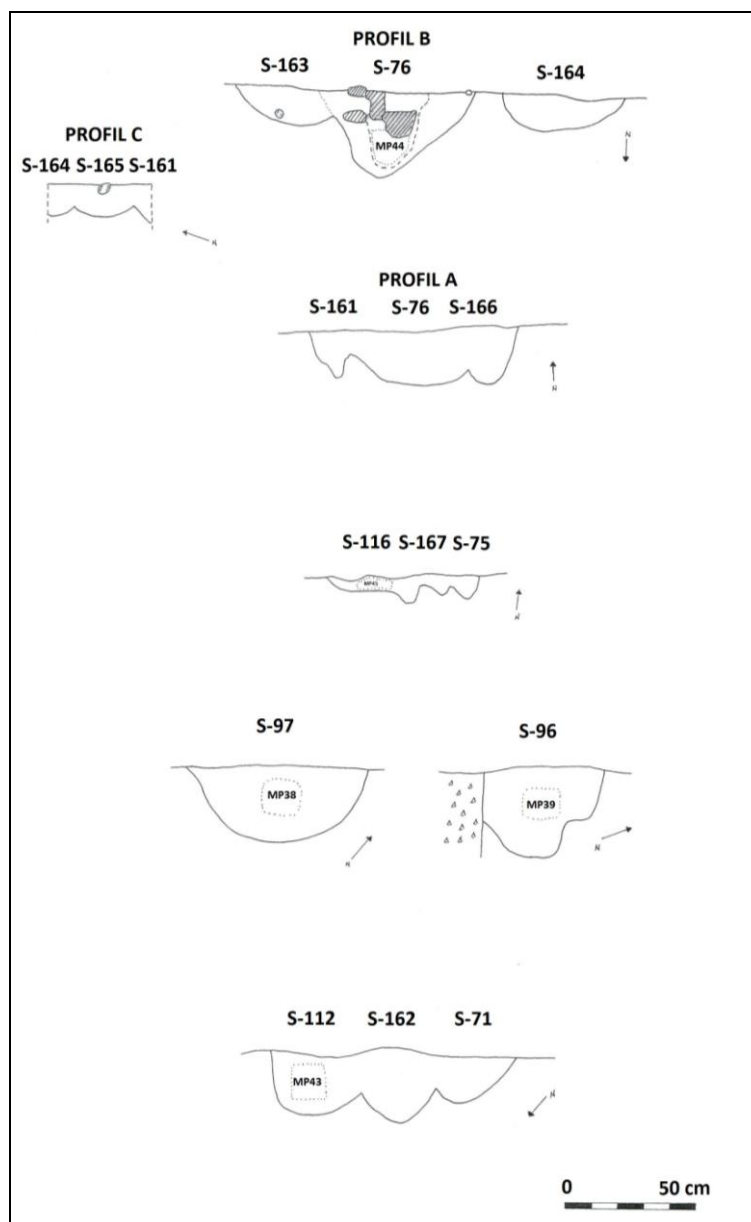 PROFIL B
S-163 S-76 S-164
MP44
N
PROFIL C
S-164 S-165 S-161
N
PROFIL A
S-161 S-76 S-166
N
S-116 S-167 S-75
N
S-97 S-96
MP38 MP39
N N
S-112 S-162 S-71
MP43
N
0 50 cm